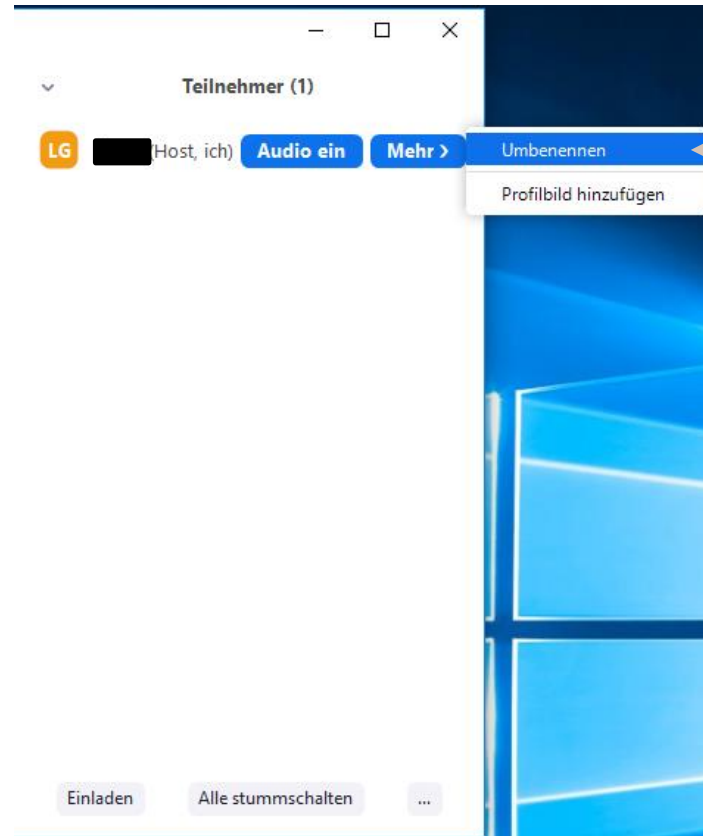 Teilnehmer (1)
LG (Host, ich) Audio ein Mehr > Umbenennen
Profilbild hinzufügen
Einladen Alle stummschalten ...